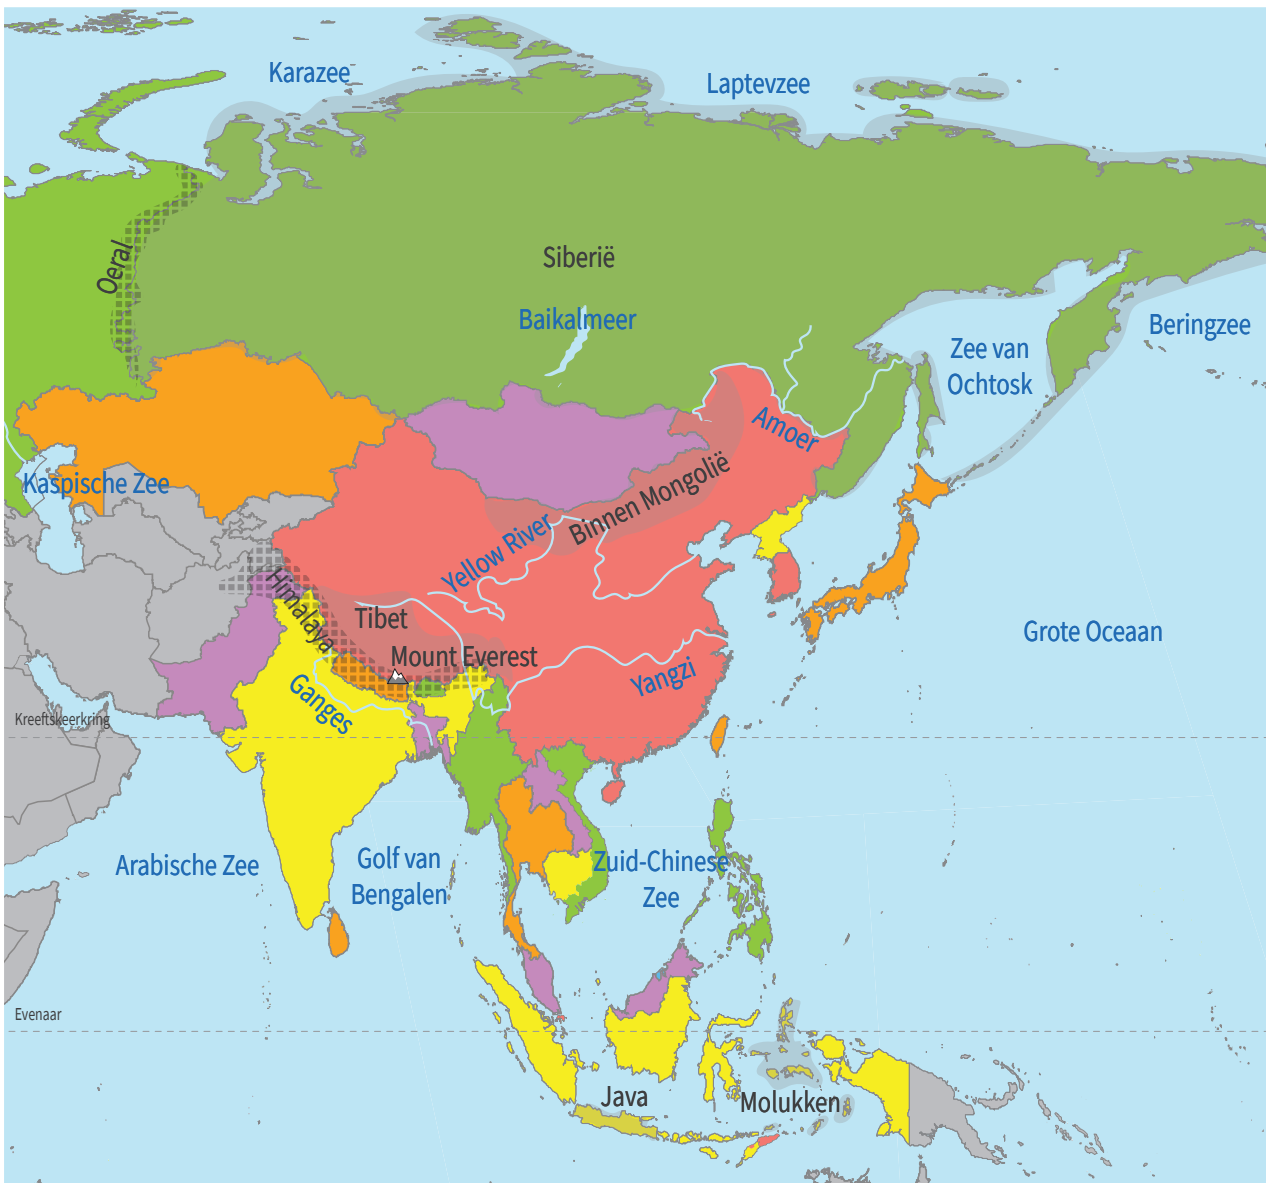 Karazee
Laptevzee
Oeral
Siberië
Baikalmeer
Beringzee
Zee van
Ochtosk
Amoer
Kaspische Zee
Binnen Mongolië
Yellow River
Himalaya
Tibet
Grote Oceaan
Mount Everest
Yangzi
Ganges
Kreeftskeerkring
Arabische Zee
Golf van
Bengalen
Zuid-Chinese
Zee
Evenaar
Java
Molukken